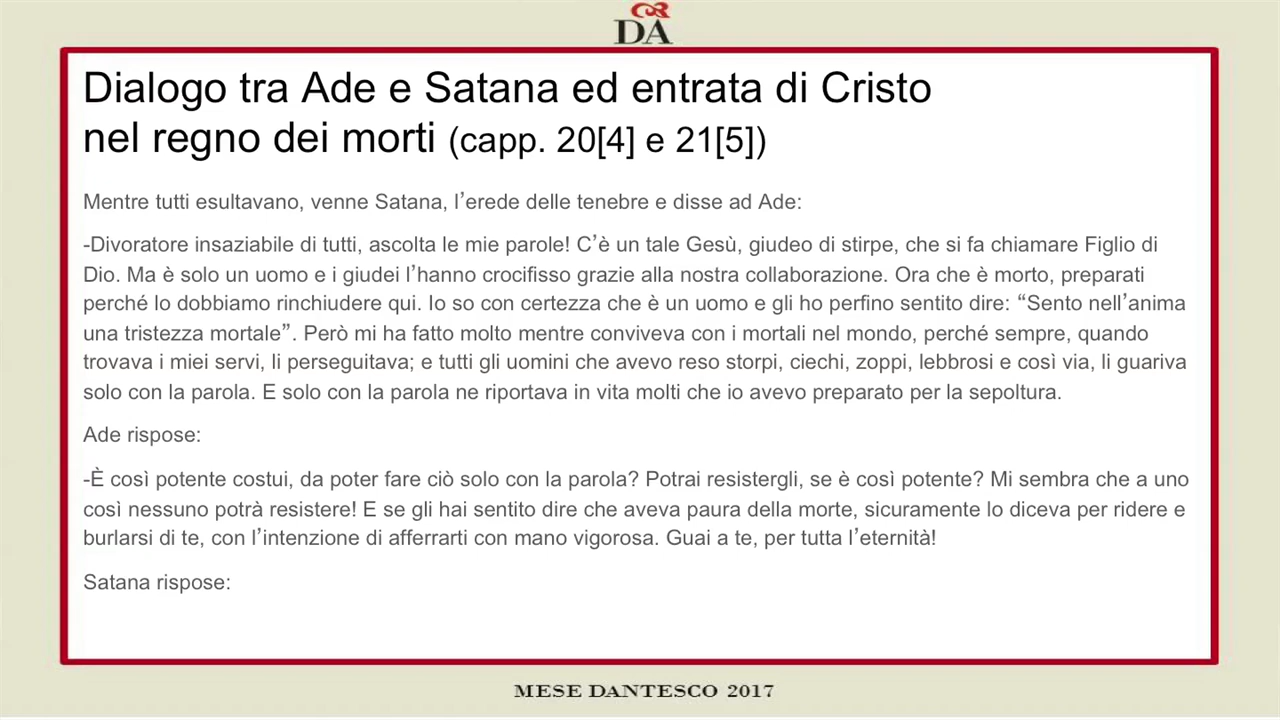 DA
Dialogo tra Ade e Satana ed entrata di Cristo
nel regno dei morti (capp. 20[4] e 21[5])
Mentre tutti esultavano, venne Satana, l’erede delle tenebre e disse ad Ade:
-Divoratore insaziabile di tutti, ascolta le mie parole! C’è un tale Gesù, giudeo di stirpe, che si fa chiamare Figlio di
Dio. Ma è solo un uomo e i giudei l’hanno crocifisso grazie alla nostra collaborazione. Ora che è morto, preparati
perché lo dobbiamo rinchiudere qui. Io so con certezza che è un uomo e gli ho perfino sentito dire: “Sento nell’anima
una tristezza mortale”. Però mi ha fatto molto mentre conviveva con i mortali nel mondo, perché sempre, quando
trovava i miei servi, li perseguitava; e tutti gli uomini che avevo reso storpi, ciechi, zoppi, lebbrosi e così via, li guariva
solo con la parola. E solo con la parola ne riportava in vita molti che io avevo preparato per la sepoltura.
Ade rispose:
-È così potente costui, da poter fare ciò solo con la parola? Potrai resistergli, se è così potente? Mi sembra che a uno
così nessuno potrà resistere! E se gli hai sentito dire che aveva paura della morte, sicuramente lo diceva per ridere e
burlarsi di te, con l’intenzione di afferrarti con mano vigorosa. Guai a te, per tutta l’eternità!
Satana rispose:
MESE DANTESCO 2017